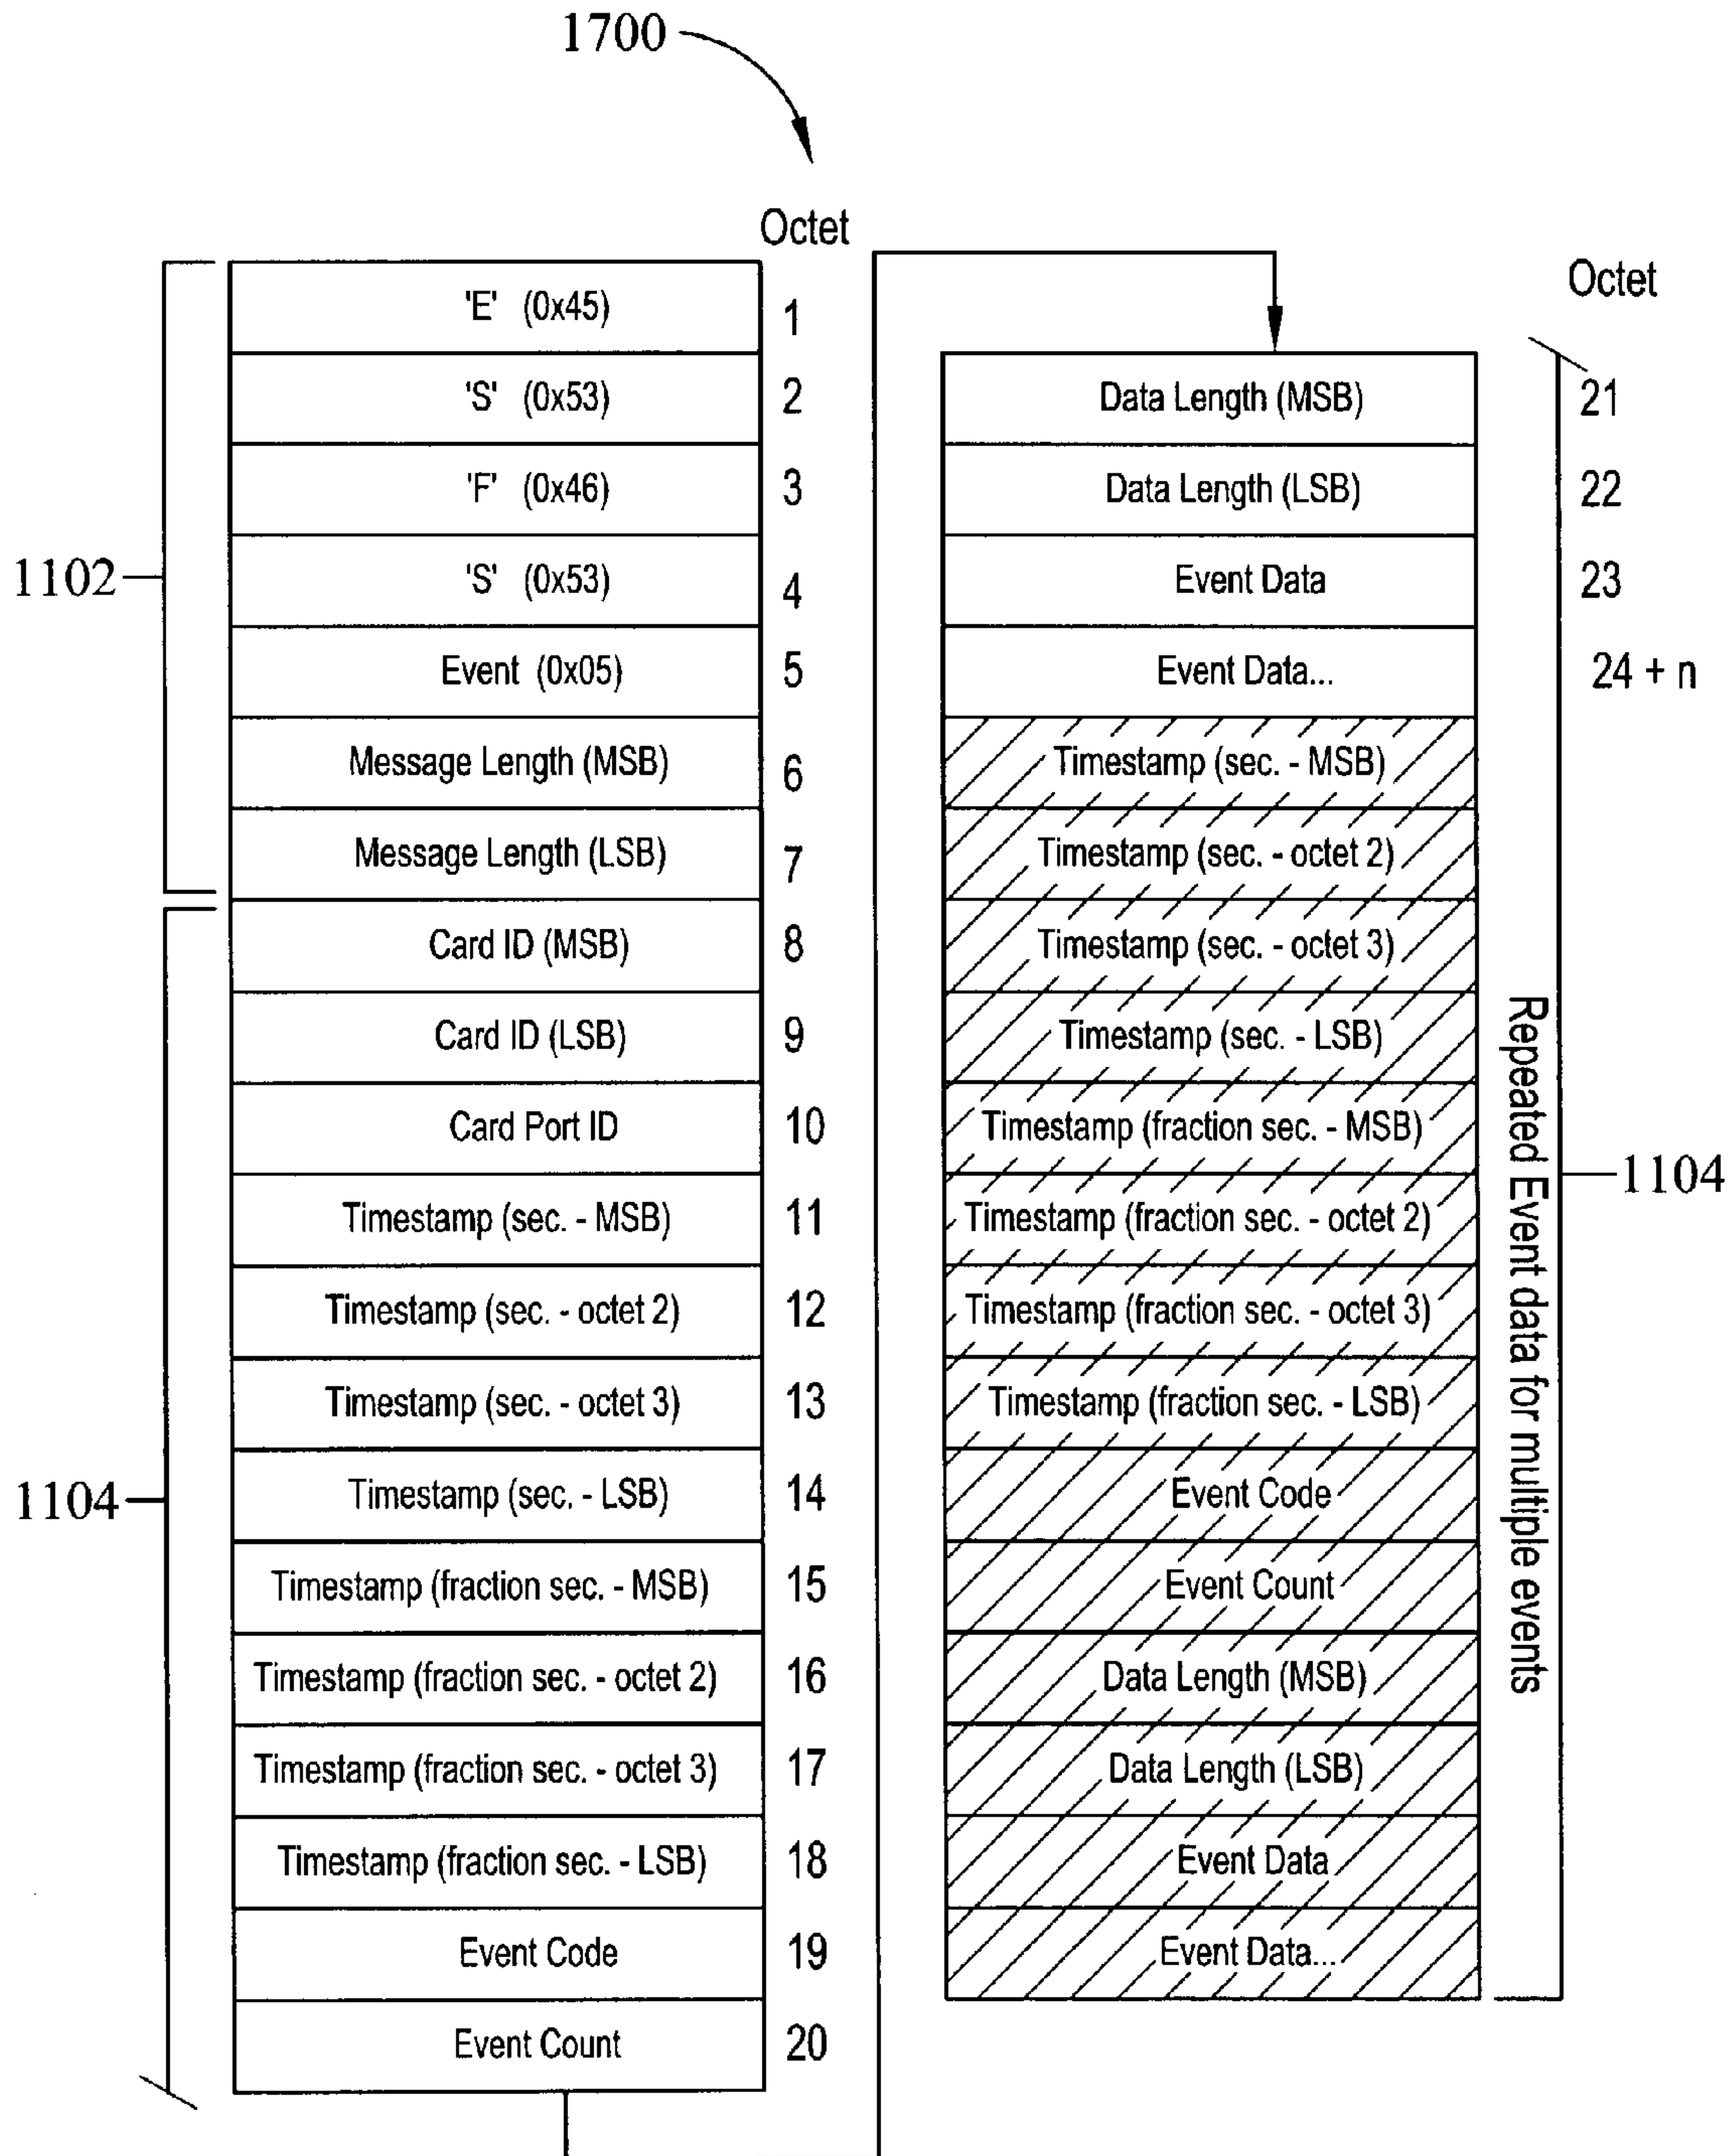 1700
Octet
'E' (0x45) 1
'S' (0x53) 2
'F' (0x46) 3
'S' (0x53) 4
Event (0x05) 5
Message Length (MSB) 6
Message Length (LSB) 7
1102
Card ID (MSB) 8
Card ID (LSB) 9
Card Port ID 10
Timestamp (sec. - MSB) 11
Timestamp (sec. - octet 2) 12
Timestamp (sec. - octet 3) 13
Timestamp (sec. - LSB) 14
Timestamp (fraction sec. - MSB) 15
Timestamp (fraction sec. - octet 2) 16
Timestamp (fraction sec. - octet 3) 17
Timestamp (fraction sec. - LSB) 18
Event Code 19
Event Count 20
1104
Octet
Data Length (MSB) 21
Data Length (LSB) 22
Event Data 23
Event Data... 24 + n
Timestamp (sec. - MSB)
Timestamp (sec. - octet 2)
Timestamp (sec. - octet 3)
Timestamp (sec. - LSB)
Timestamp (fraction sec. - MSB)
Timestamp (fraction sec. - octet 2)
Timestamp (fraction sec. - octet 3)
Timestamp (fraction sec. - LSB)
Event Code
Event Count
Data Length (MSB)
Data Length (LSB)
Event Data
Event Data...
Repeated Event data for multiple events
1104